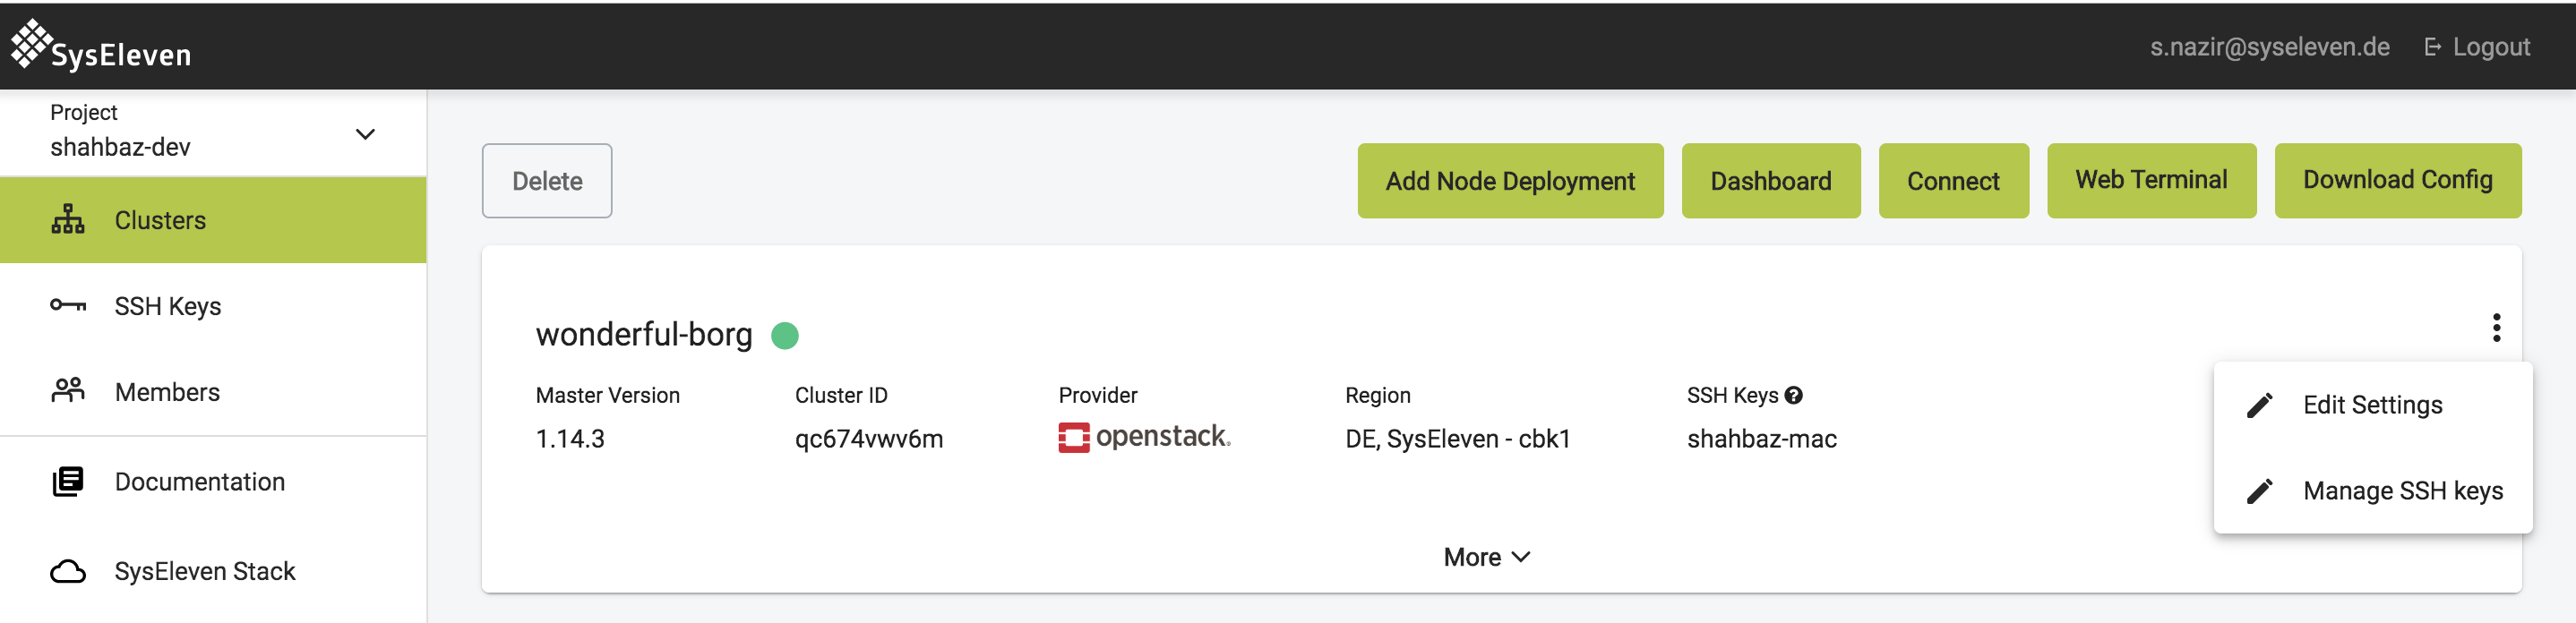 SysEleven
s.nazir@syseleven.de Logout
Project
shahbaz-dev
Clusters
SSH Keys
Members
Documentation
SysEleven Stack
Delete
Add Node Deployment
Dashboard
Connect
Web Terminal
Download Config
wonderful-borg
Master Version
1.14.3
Cluster ID
qc674vwv6m
Provider
openstack.
Region
DE, SysEleven - cbk1
SSH Keys ?
shahbaz-mac
Edit Settings
Manage SSH keys
More